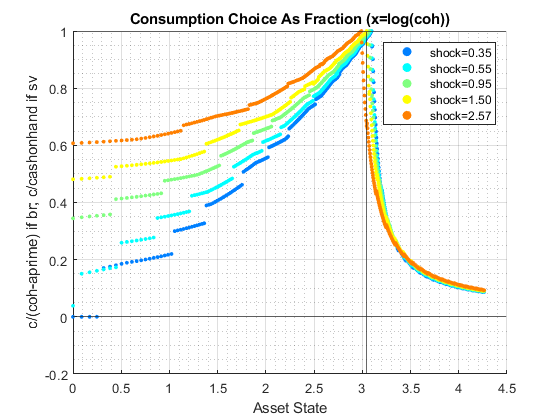 Consumption Choice As Fraction (x=log(coh))
c/(coh-aprime) if br; c/cashonhand if sv
1
0.8
0.6
0.4
0.2
0
-0.2
shock=0.35
shock=0.55
shock=0.95
shock=1.50
shock=2.57
0 0.5 1 1.5 2 2.5 3 3.5 4 4.5
Asset State